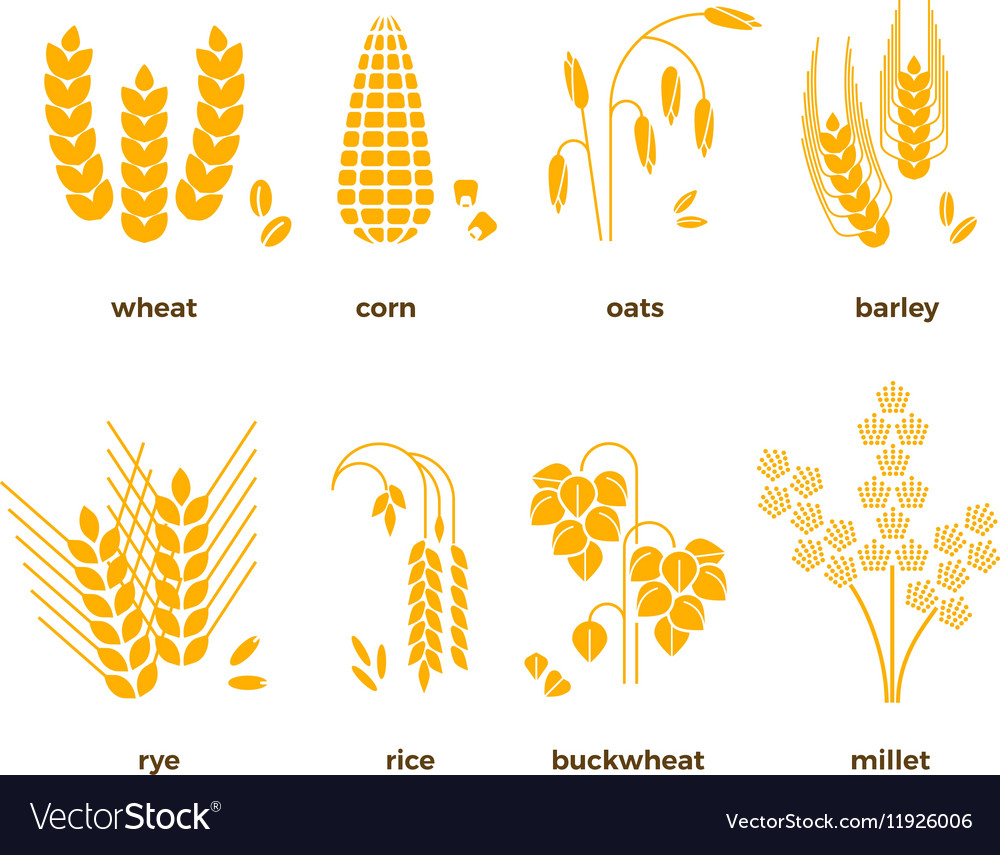 wheat corn oats barley
rye rice buckwheat millet
VectorStock® VectorStock.com/11926006